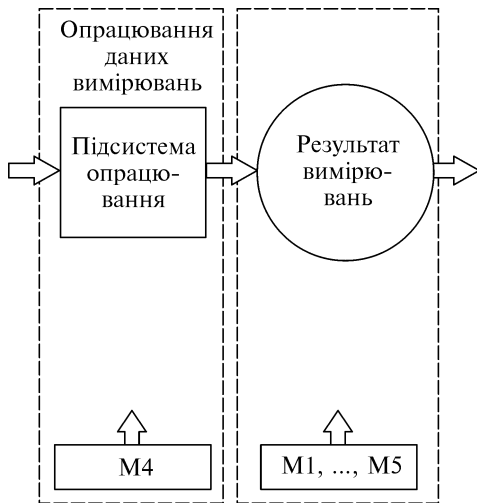 Опрацювання
даних
вимірювань
Підсистема
опрацю-
вання
Результат
вимірю-
вань
М4
М1, ..., М5